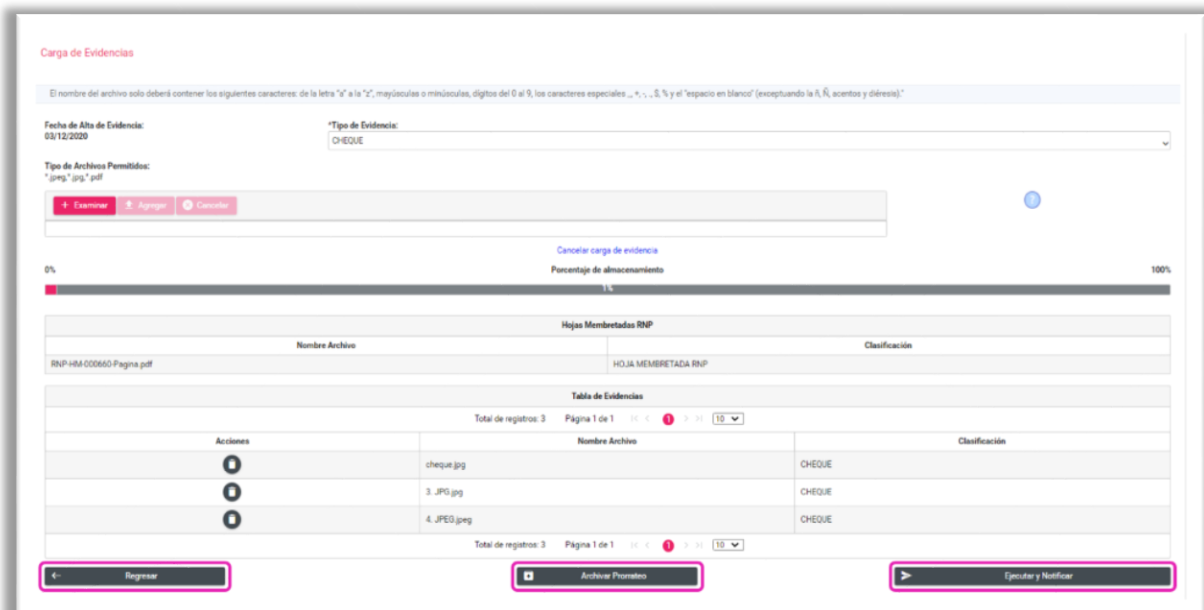 Carga de Evidencias
El nombre del archivo solo deberá contener los siguientes caracteres: de la letra "a" a la "z", mayúsculas o minúsculas, dígitos del 0 al 9, los caracteres especiales ., _, +, -, ., $, % y el "espacio en blanco" (exceptuando la ñ, Ñ, acentos y diéresis)."
Fecha de Alta de Evidencia: *Tipo de Evidencia:
03/12/2020 CHEQUE
Tipo de Archivos Permitidos:
*.jpeg,*.jpg,*.pdf
+ Examinar Agregar Cancelar ?
Cancelar carga de evidencia
0% Porcentaje de almacenamiento 100%
1%
Hojas Membretadas RNP
Nombre Archivo Clasificación
RNP-HM-000660-Pagina.pdf HOJA MEMBRETADA RNP
Tabla de Evidencias
Total de registros: 3 Página 1 de 1 1 10
Acciones Nombre Archivo Clasificación
cheque.jpg CHEQUE
3. JPG.jpg CHEQUE
4. JPEG.jpeg CHEQUE
Total de registros: 3 Página 1 de 1 1 10
Regresar Archivar Promoteo Ejecutar y Notificar